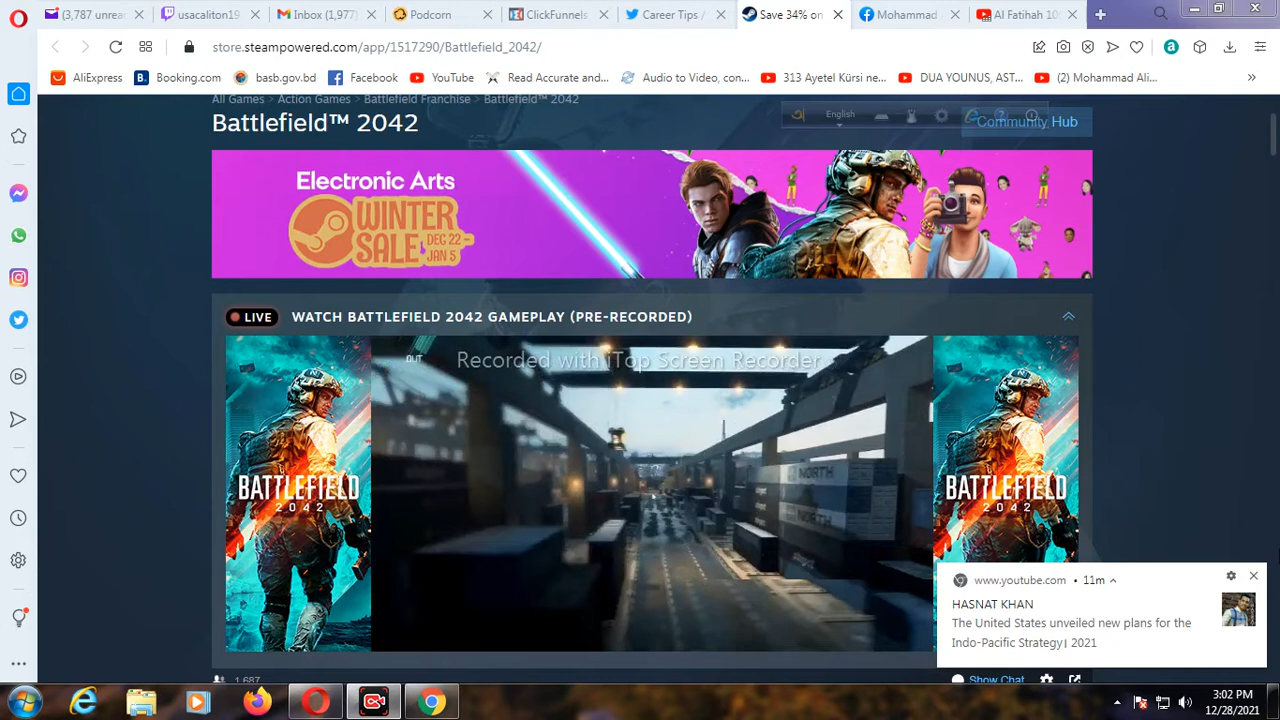 (3,787 unrea
usacaliton19
Inbox (1,977)
Podcorn
ClickFunnels
Career Tips /
Save 34% on
Mohammad
Al Fatihah 10
store.steampowered.com/app/1517290/Battlefield_2042/
AliExpress
Booking.com
basb.gov.bd
Facebook
YouTube
Read Accurate and...
Audio to Video, con...
313 Ayetel Kürsi ne...
DUA YOUNUS, AST...
(2) Mohammad Ali...
All Games > Action Games > Battlefield Franchise > Battlefield™ 2042
Battlefield™ 2042
English
Community Hub
Electronic Arts
WINTER
SALE
DEC 22 –
JAN 5
LIVE
WATCH BATTLEFIELD 2042 GAMEPLAY (PRE-RECORDED)
OUT
Recorded with iTop Screen Recorder
NORTH
NORTH
BATTLEFIELD
2042
BATTLEFIELD
2042
www.youtube.com • 11m
HASNAT KHAN
The United States unveiled new plans for the
Indo-Pacific Strategy| 2021
1,687
Show Chat
3:02 PM
12/28/2021